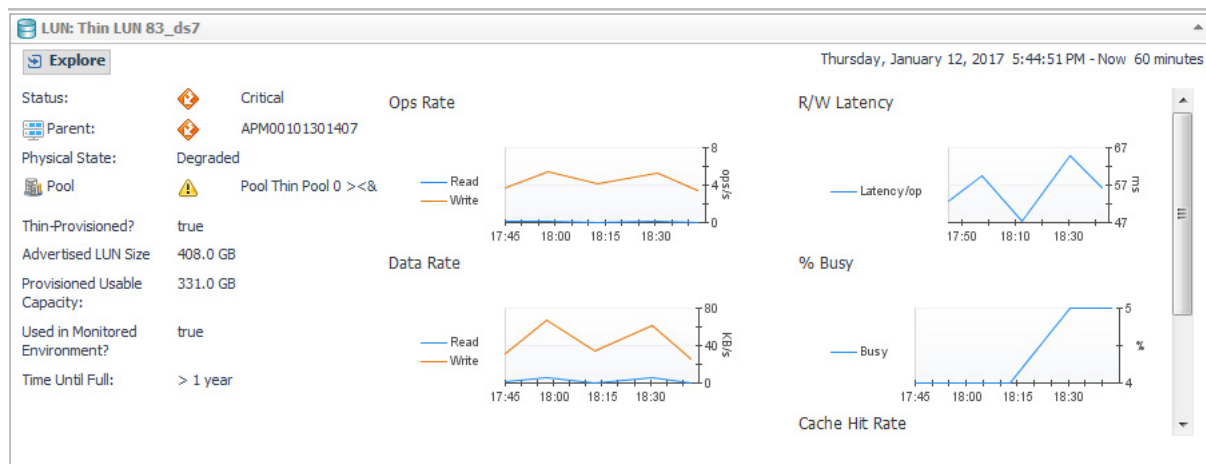 LUN: Thin LUN 83_ds7
Explore
Thursday, January 12, 2017 5:44:51 PM - Now 60 minutes
Status: Critical
Parent: APM00101301407
Physical State: Degraded
Pool Pool Thin Pool 0 ><&
Thin-Provisioned? true
Advertised LUN Size 408.0 GB
Provisioned Usable 331.0 GB
Capacity:
Used in Monitored true
Environment?
Time Until Full: > 1 year
Ops Rate
Read
Write
8
4
0
ops/s
17:45 18:00 18:15 18:30
Data Rate
Read
Write
80
40
0
KB/s
17:45 18:00 18:15 18:30
R/W Latency
Latency/op
67
57
47
ms
17:50 18:10 18:30
% Busy
Busy
5
4
%
17:45 18:00 18:15 18:30
Cache Hit Rate